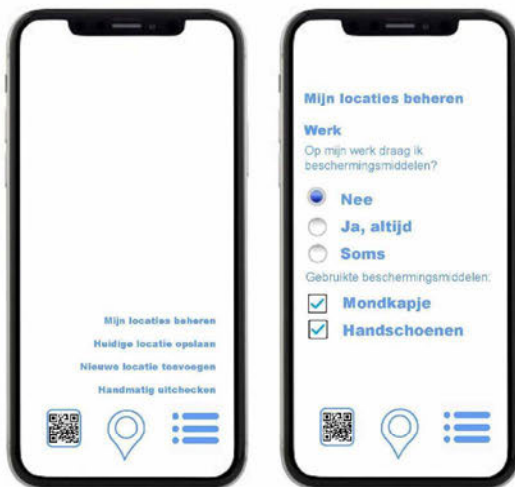 Mijn locaties beheren
Huidige locatie opslaan
Nieuwe locatie toevoegen
Handmatig uitchecken
Mijn locaties beheren
Werk
Op mijn werk draag ik
beschermingsmiddelen?
Nee
Ja, altijd
Soms
Gebruikte beschermingsmiddelen:
Mondkapje
Handschoenen